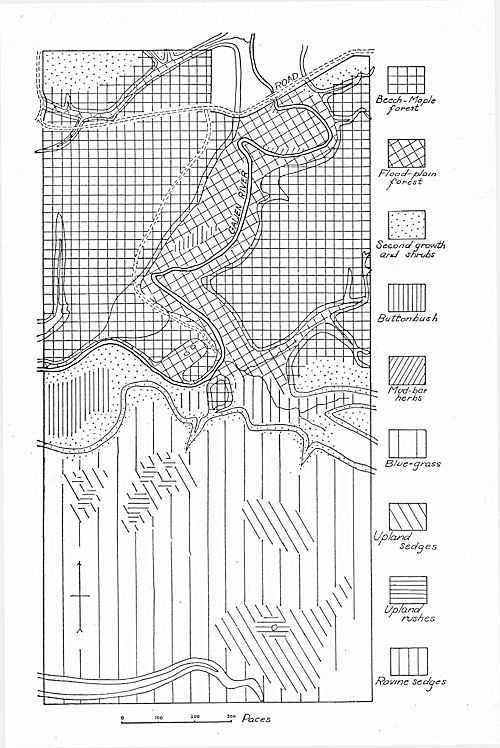 ROAD
CALIEU RIVER
Beech-Maple
forest
Flood-plain
forest
Second growth
and shrubs
Buttonbush
Mud-bar
herbs
Blue-grass
Upland
sedges
Upland
rushes
Ravine sedges
0 100 200 300 Paces